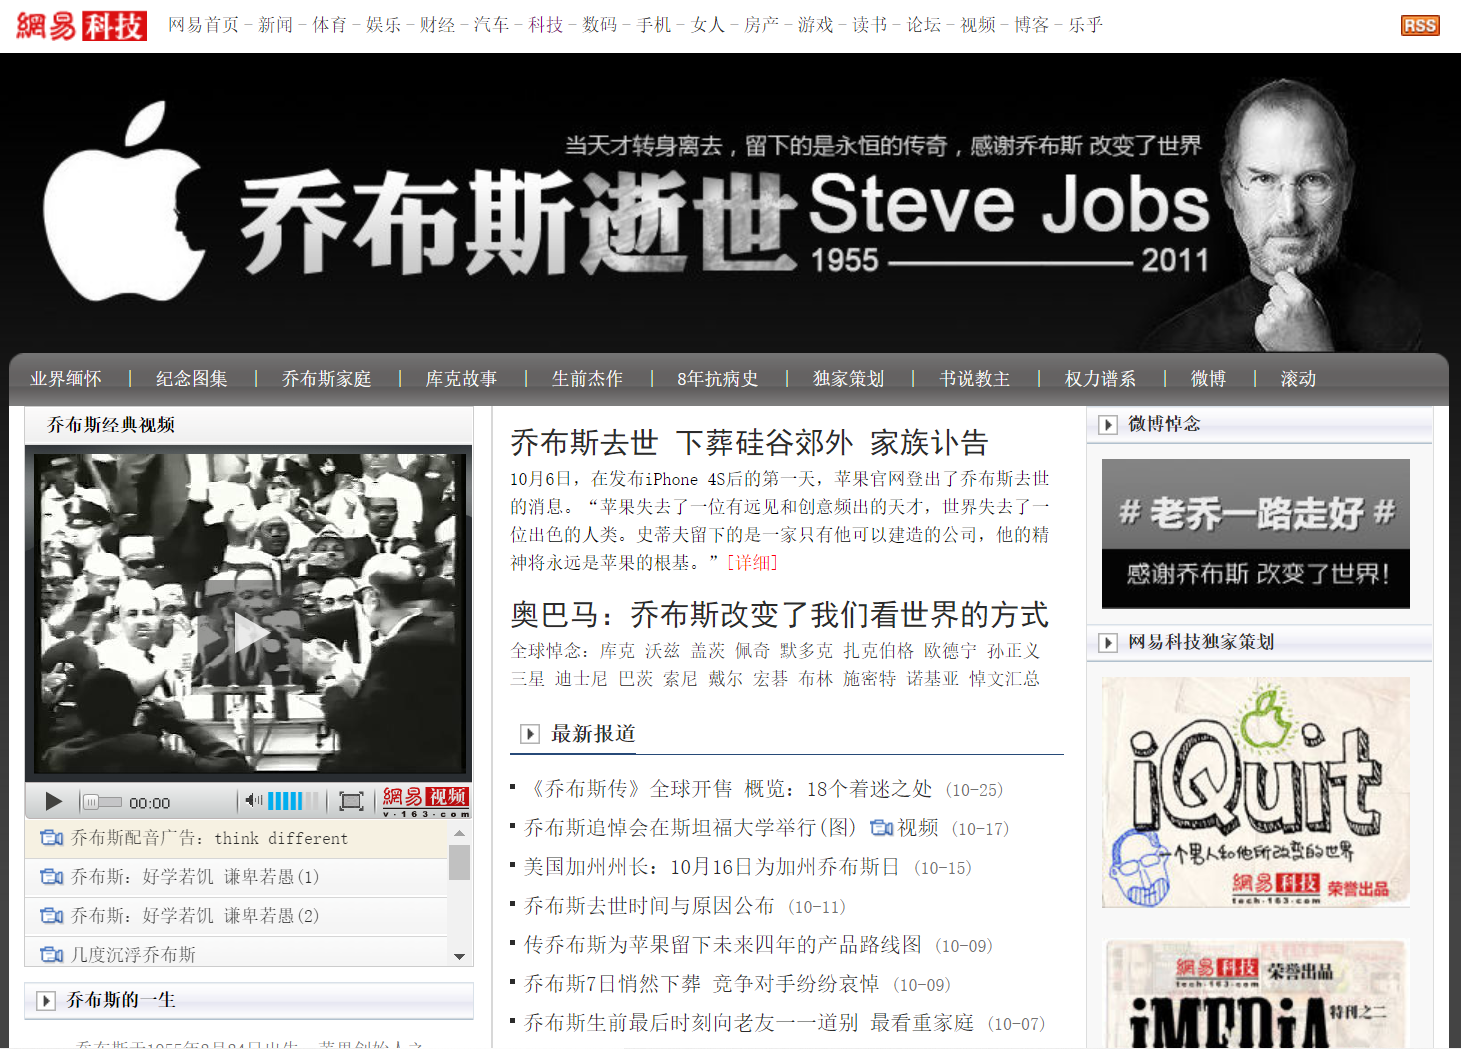 網易 科技
网易首页 - 新闻 - 体育 - 娱乐 - 财经 - 汽车 - 科技 - 数码 - 手机 - 女人 - 房产 - 游戏 - 读书 - 论坛 - 视频 - 博客 - 乐乎
RSS
当天才转身离去，留下的是永恒的传奇，感谢乔布斯 改变了世界
乔布斯逝世
Steve Jobs
1955 —— 2011
业界缅怀 | 纪念图集 | 乔布斯家庭 | 库克故事 | 生前杰作 | 8年抗病史 | 独家策划 | 书说教主 | 权力谱系 | 微博 | 滚动
乔布斯经典视频
00:00
網易 视频
v.163.com
乔布斯配音广告：think different
乔布斯：好学若饥 谦卑若愚(1)
乔布斯：好学若饥 谦卑若愚(2)
几度沉浮乔布斯
乔布斯的一生
乔布斯去世 下葬硅谷郊外 家族讣告
10月6日，在发布iPhone 4S后的第一天，苹果官网登出了乔布斯去世
的消息。“苹果失去了一位有远见和创意频出的天才，世界失去了一
位出色的人类。史蒂夫留下的是一家只有他可以建造的公司，他的精
神将永远是苹果的根基。”[详细]
奥巴马：乔布斯改变了我们看世界的方式
全球悼念：库克 沃兹 盖茨 佩奇 默多克 扎克伯格 欧德宁 孙正义
三星 迪士尼 巴茨 索尼 戴尔 宏碁 布林 施密特 诺基亚 悼文汇总
最新报道
《乔布斯传》全球开售 概览：18个着迷之处 (10-25)
乔布斯追悼会在斯坦福大学举行(图) 视频 (10-17)
美国加州州长：10月16日为加州乔布斯日 (10-15)
乔布斯去世时间与原因公布 (10-11)
传乔布斯为苹果留下未来四年的产品路线图 (10-09)
乔布斯7日悄然下葬 竞争对手纷纷哀悼 (10-09)
乔布斯生前最后时刻向老友一一道别 最看重家庭 (10-07)
微博悼念
# 老乔一路走好 #
感谢乔布斯 改变了世界！
网易科技独家策划
iQuit
一个男人和他所改变的世界
網易 科技 荣誉出品
tech.163.com
網易 科技 荣誉出品
tech.163.com
iMEDiA
特刊之二